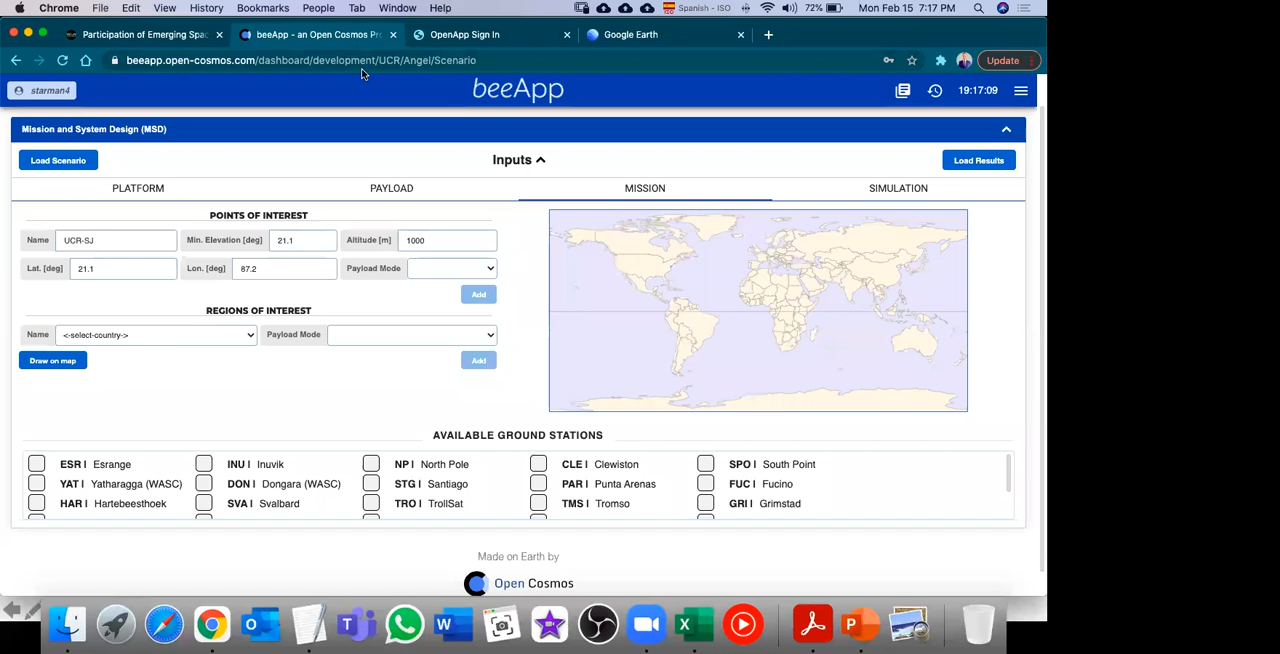 Chrome File Edit View History Bookmarks People Tab Window Help Spanish - ISO 72% Mon Feb 15 7:17 PM
Participation of Emerging Spac × beeApp - an Open Cosmos Pro × OpenApp Sign In × Google Earth × +
beeapp.open-cosmos.com/dashboard/development/UCR/Angel/Scenario Update
starman4 beeApp 19:17:09
Mission and System Design (MSD)
Load Scenario Inputs Load Results
PLATFORM PAYLOAD MISSION SIMULATION
POINTS OF INTEREST
Name UCR-SJ Min. Elevation [deg] 21.1 Altitude [m] 1000
Lat. [deg] 21.1 Lon. [deg] 87.2 Payload Mode
Add
REGIONS OF INTEREST
Name <-select-country-> Payload Mode
Draw on map Add
AVAILABLE GROUND STATIONS
ESR | Esrange INU | Inuvik NP | North Pole CLE | Clewiston SPO | South Point
YAT | Yatharagga (WASC) DON | Dongara (WASC) STG | Santiago PAR | Punta Arenas FUC | Fucino
HAR | Hartebeesthoek SVA | Svalbard TRO | TrollSat TMS | Tromso GRI | Grimstad
Made on Earth by
Open Cosmos